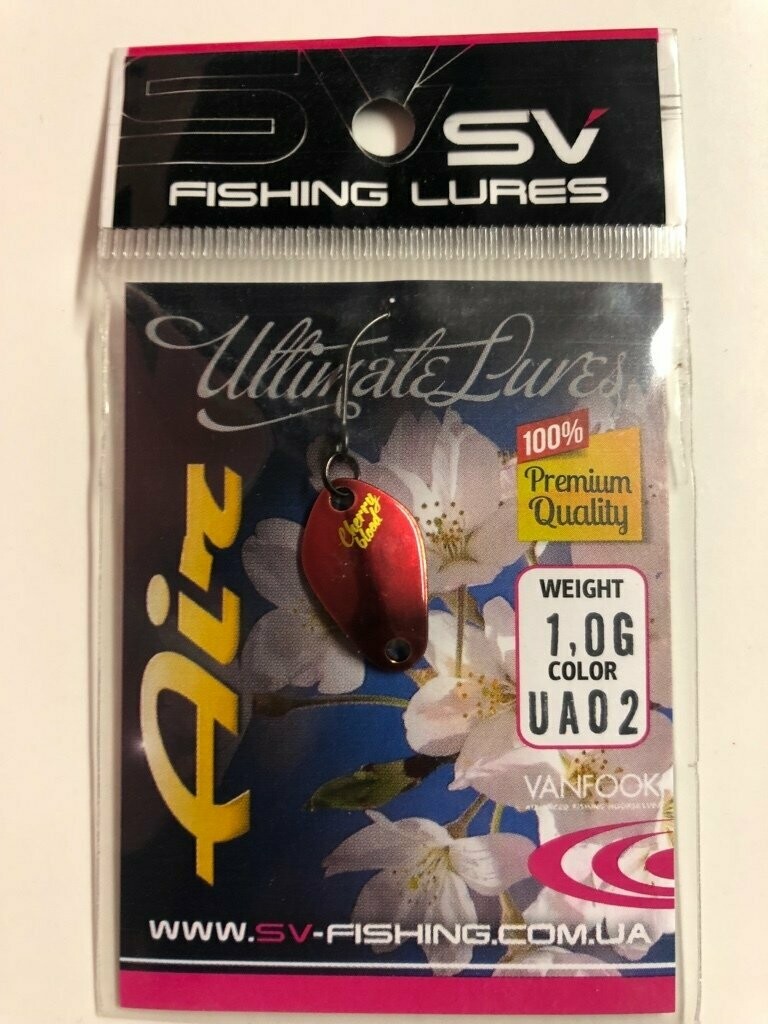 SV
SV
FISHING LURES
Ultimate Lures
100%
Premium
Quality
Air
Cherry
blood
WEIGHT
1,0G
COLOR
UA02
VANFOOK
WWW.SV-FISHING.COM.UA